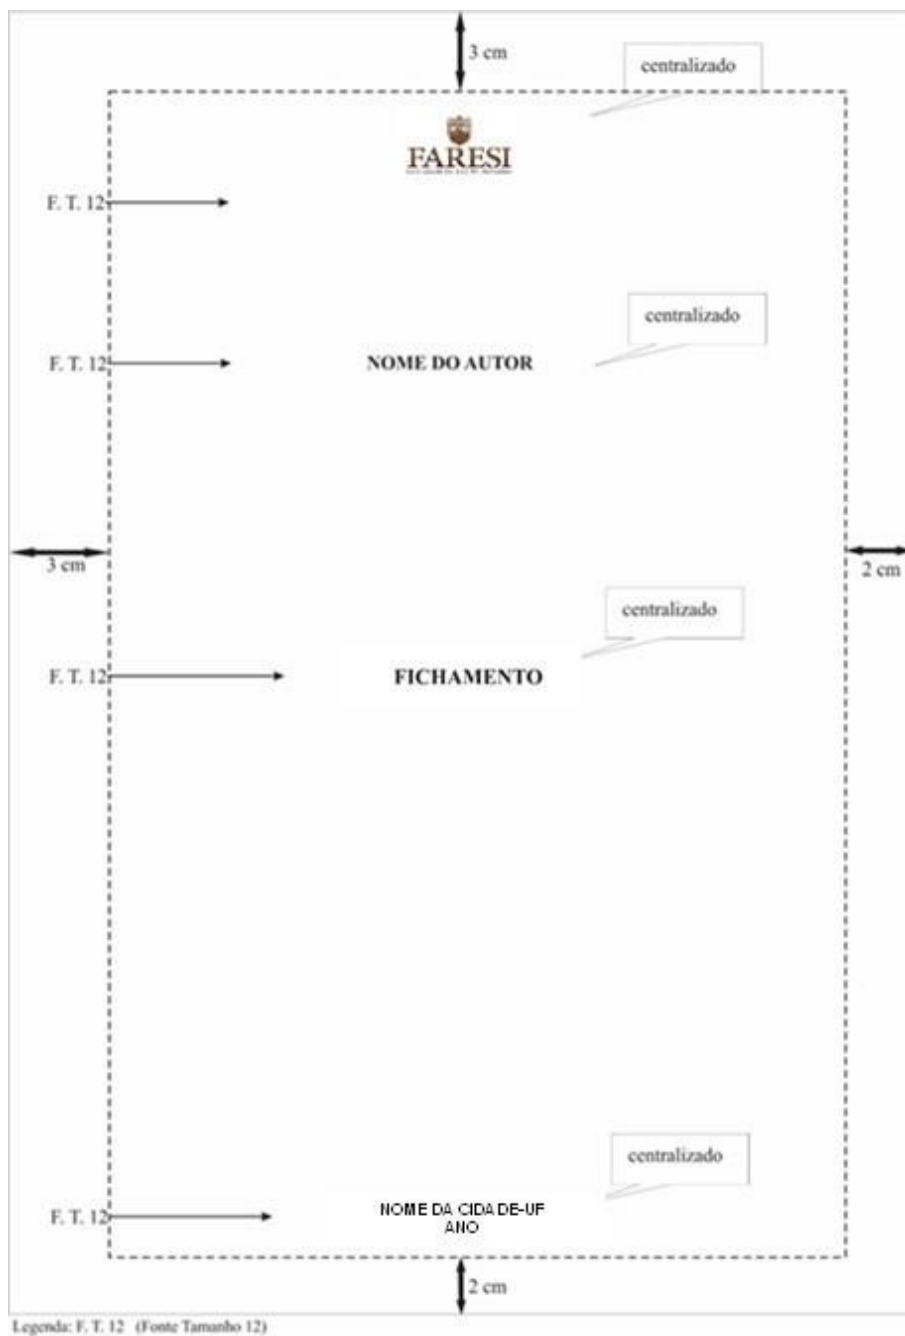 3 cm
centralizado
FARESI
F. T. 12
centralizado
F. T. 12
NOME DO AUTOR
3 cm
2 cm
centralizado
F. T. 12
FICHAMENTO
centralizado
F. T. 12
NOME DA CIDADE-UF
ANO
2 cm
Legenda: F. T. 12 (Fonte Tamanho 12)